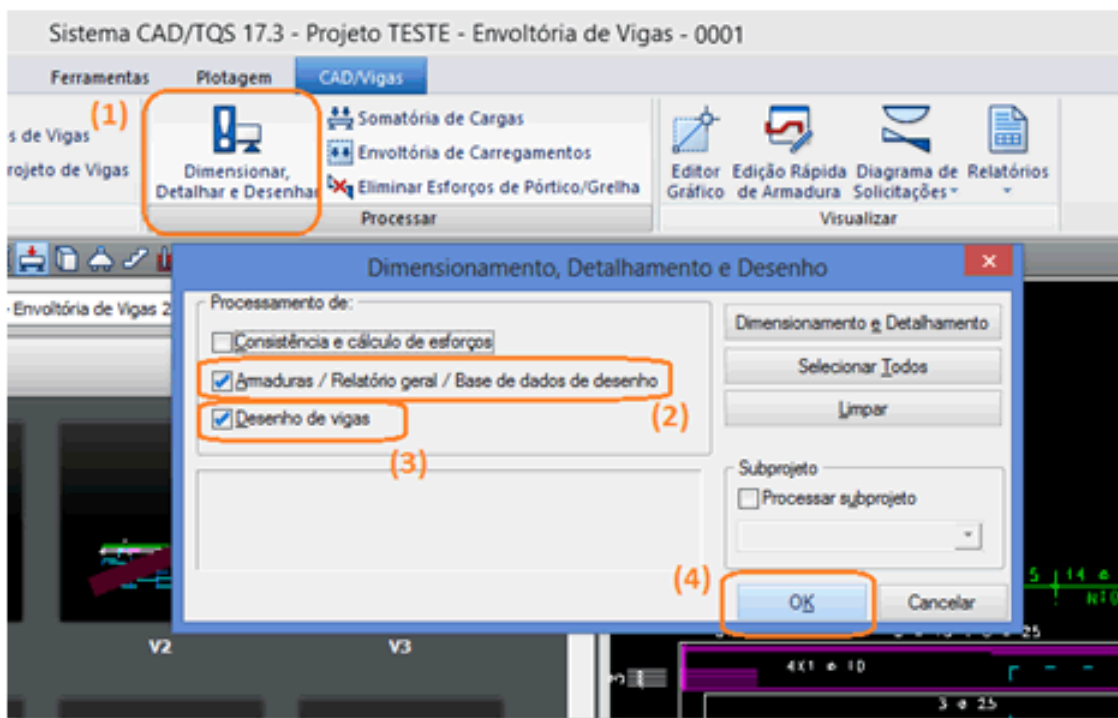 Sistema CAD/TQS 17.3 - Projeto TESTE - Envoltória de Vigas - 0001
Ferramentas Plotagem CAD/Vigas
(1)
s de Vigas
rojeto de Vigas
Dimensionar,
Detalhar e Desenhar
Somatória de Cargas
Envoltória de Carregamentos
Eliminar Esforços de Pórtico/Grelha
Processar
Editor
Gráfico
Edição Rápida
de Armadura
Diagrama de
Solicitações
Relatórios
Visualizar
- Envoltória de Vigas 2
Dimensionamento, Detalhamento e Desenho
Processamento de:
Consistência e cálculo de esforços
Armaduras / Relatório geral / Base de dados de desenho
(2)
Desenho de vigas
(3)
Dimensionamento e Detalhamento
Selecionar Todos
Limpar
Subprojeto
Processar subprojeto
(4)
OK
Cancelar
V2
V3
5 14 ø
N10
25
4X1 ø 10
3 ø 25